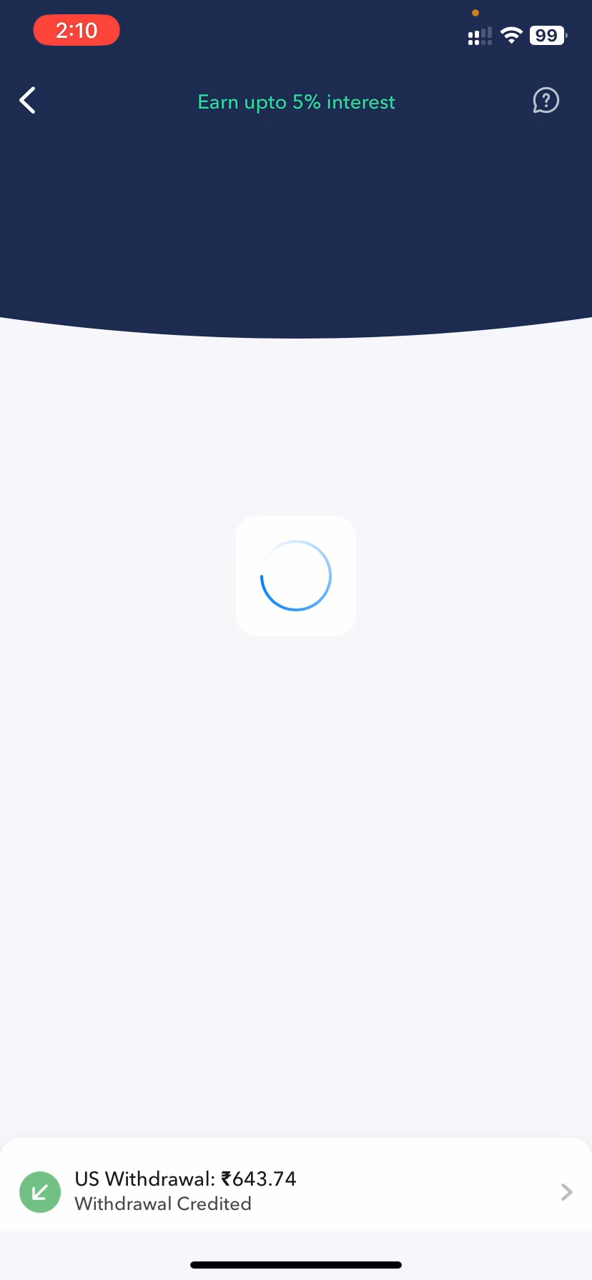 2:10
99
Earn upto 5% interest
?
US Withdrawal: ₹643.74
Withdrawal Credited